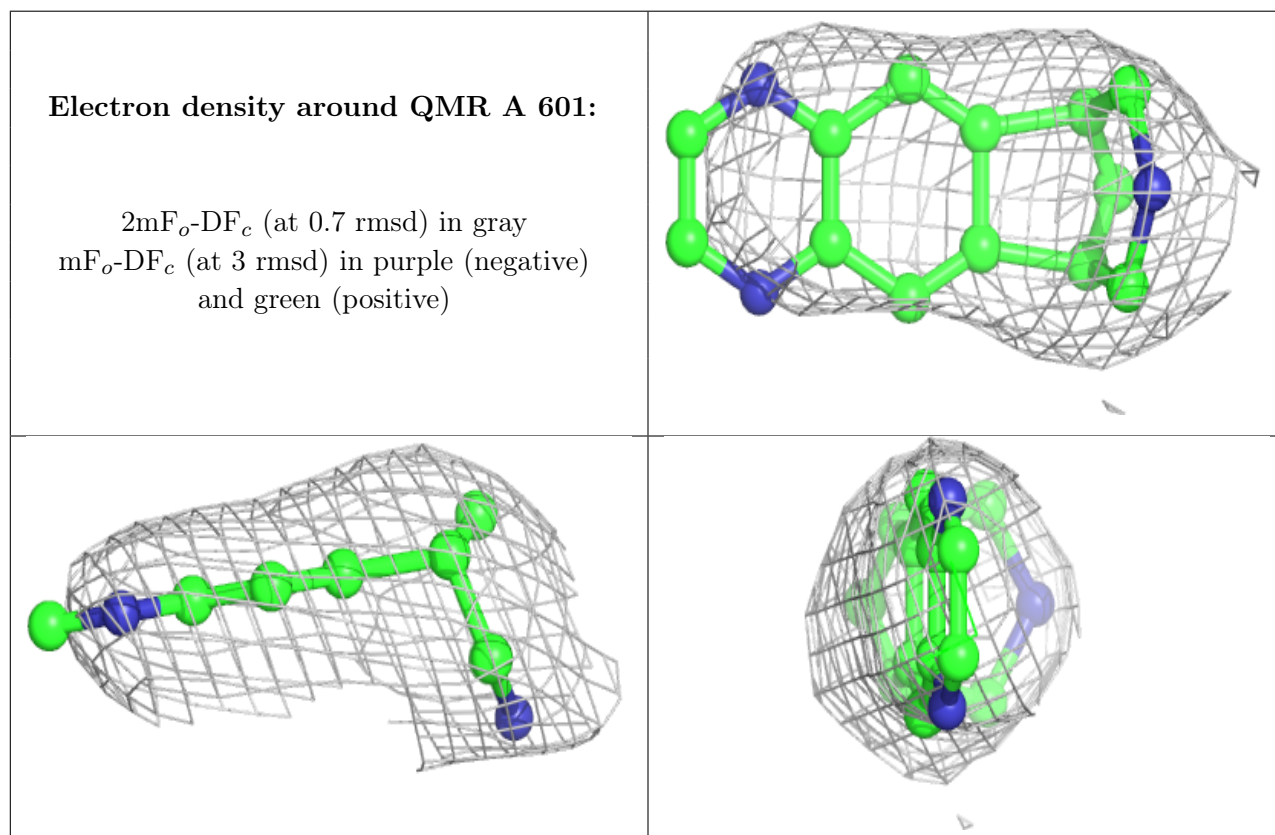 Electron density around QMR A 601:
2mFo-DFc (at 0.7 rmsd) in gray
mFo-DFc (at 3 rmsd) in purple (negative)
and green (positive)